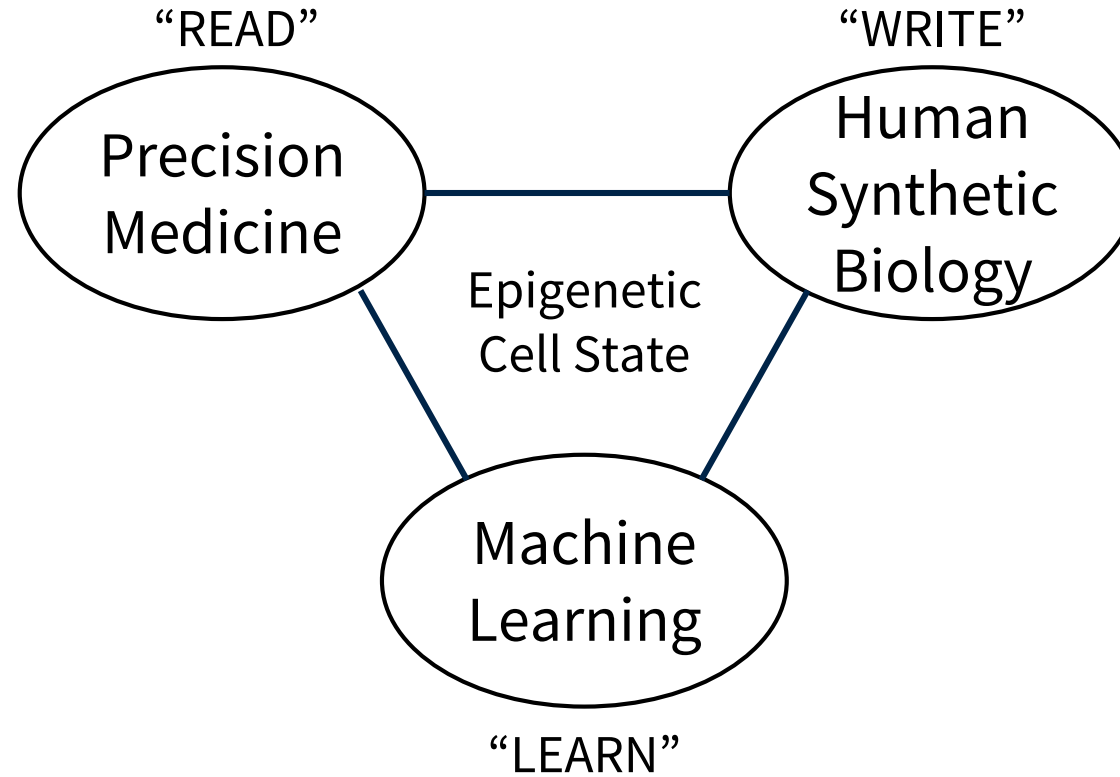 “READ”
“WRITE”
Precision
Medicine
Human
Synthetic
Biology
Epigenetic
Cell State
Machine
Learning
“LEARN”